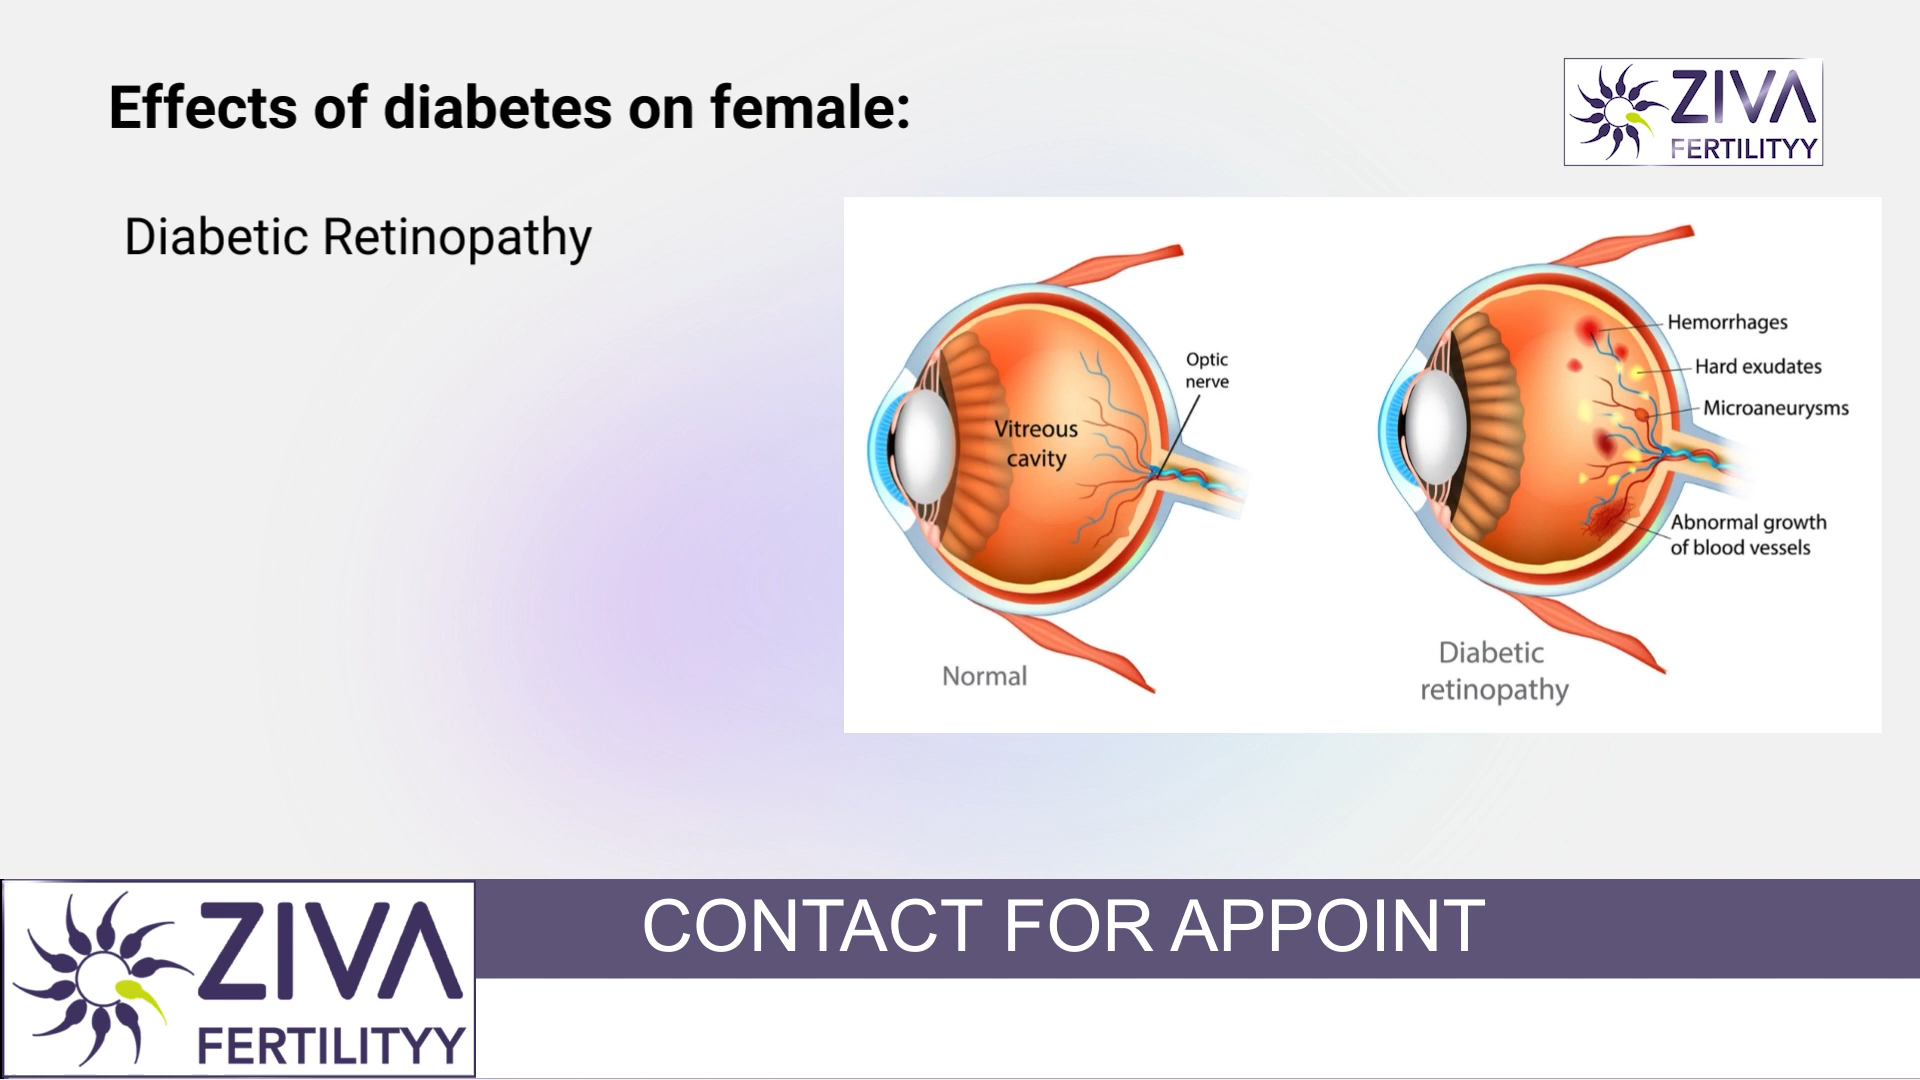 Effects of diabetes on female:
ZIVA
FERTILITYY
Diabetic Retinopathy
Optic
nerve
Vitreous
cavity
Normal
Hemorrhages
Hard exudates
Microaneurysms
Abnormal growth
of blood vessels
Diabetic
retinopathy
ZIVA
FERTILITYY
CONTACT FOR APPOINT